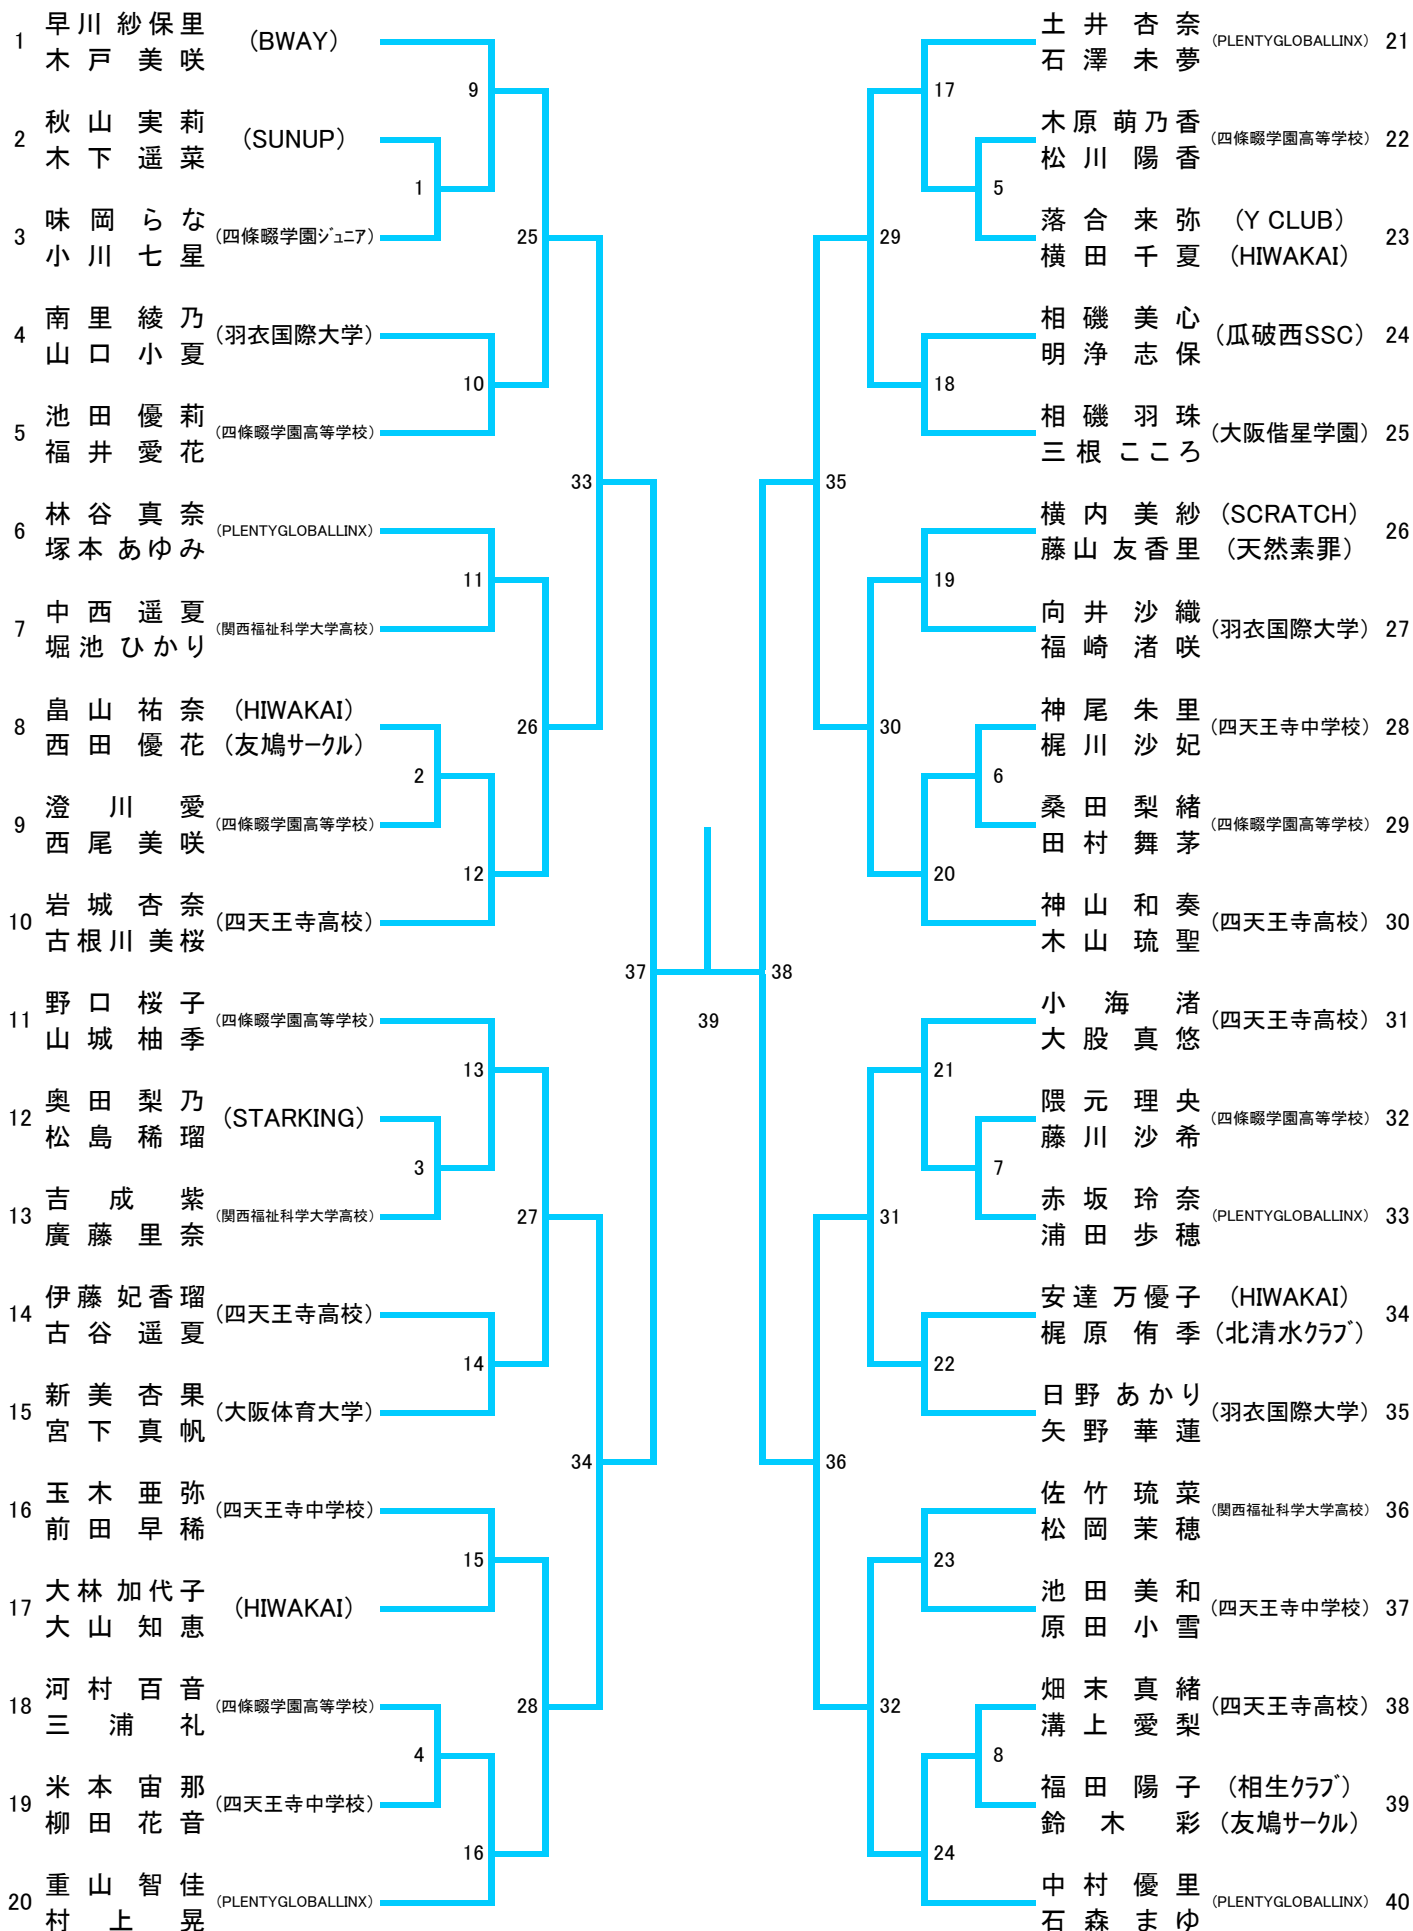 1 早川 紗保里 (BWAY)
木戸 美咲
9
2 秋山 実莉 (SUNUP)
木下 遥菜
1
3 味岡 らな (四條畷学園ジュニア)
小川 七星
25
4 南里 綾乃 (羽衣国際大学)
山口 小夏
10
5 池田 優莉 (四條畷学園高等学校)
福井 愛花
33
6 林谷 真奈 (PLENTYGLOBALLINX)
塚本 あゆみ
11
7 中西 遥夏 (関西福祉科学大学高校)
堀池 ひかり
8 畠山 祐奈 (HIWAKAI)
西田 優花 (友鳩サークル)
26
2
9 澄川 愛 (四條畷学園高等学校)
西尾 美咲
12
10 岩城 杏奈 (四天王寺高校)
古根川 美桜
37
11 野口 桜子 (四條畷学園高等学校)
山城 柚季
13
12 奥田 梨乃 (STARKING)
松島 稀瑠
3
13 吉成 紫 (関西福祉科学大学高校)
廣藤 里奈
27
14 伊藤 妃香瑠 (四天王寺高校)
古谷 遥夏
14
15 新美 杏果 (大阪体育大学)
宮下 真帆
34
16 玉木 亜弥 (四天王寺中学校)
前田 早稀
15
17 大林 加代子 (HIWAKAI)
大山 知恵
18 河村 百音 (四條畷学園高等学校)
三浦 礼
28
4
19 米本 宙那 (四天王寺中学校)
柳田 花音
16
20 重山 智佳 (PLENTYGLOBALLINX)
村上 晃
39
土井 杏奈 (PLENTYGLOBALLINX) 21
石澤 未夢
17
木原 萌乃香 (四條畷学園高等学校) 22
松川 陽香
5
落合 来弥 (Y CLUB) 23
横田 千夏 (HIWAKAI)
29
相磯 美心 (瓜破西SSC) 24
明浄 志保
18
相磯 羽珠 (大阪偕星学園) 25
三根 こころ
35
横内 美紗 (SCRATCH) 26
藤山 友香里 (天然素罪)
19
向井 沙織 (羽衣国際大学) 27
福崎 渚咲
神尾 朱里 (四天王寺中学校) 28
梶川 沙妃
30
6
桑田 梨緒 (四條畷学園高等学校) 29
田村 舞茅
20
神山 和奏 (四天王寺高校) 30
木山 琉聖
38
小海 渚 (四天王寺高校) 31
大股 真悠
21
隈元 理央 (四條畷学園高等学校) 32
藤川 沙希
7
赤坂 玲奈 (PLENTYGLOBALLINX) 33
浦田 歩穂
31
安達 万優子 (HIWAKAI) 34
梶原 侑季 (北清水クラブ)
22
日野 あかり (羽衣国際大学) 35
矢野 華蓮
36
佐竹 琉菜 (関西福祉科学大学高校) 36
松岡 茉穂
23
池田 美和 (四天王寺中学校) 37
原田 小雪
畑末 真緒 (四天王寺高校) 38
溝上 愛梨
32
8
福田 陽子 (相生クラブ) 39
鈴木 彩 (友鳩サークル)
24
中村 優里 (PLENTYGLOBALLINX) 40
石森 まゆ